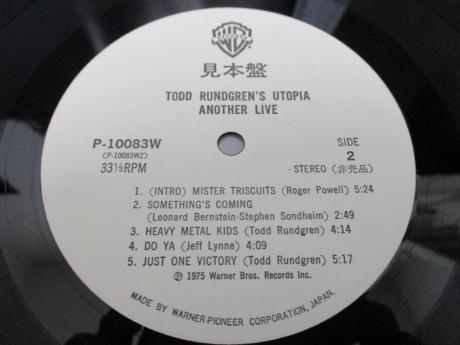 見本盤
TODD RUNDGREN'S UTOPIA
ANOTHER LIVE
P-10083W
(P-10083W2)
33⅓RPM
SIDE
2
STEREO (非売品)
1. (INTRO) MISTER TRISCUITS (Roger Powell) 5:24
2. SOMETHING'S COMING
(Leonard Bernstein-Stephen Sondheim) 2:49
3. HEAVY METAL KIDS (Todd Rundgren) 4:14
4. DO YA (Jeff Lynne) 4:09
5. JUST ONE VICTORY (Todd Rundgren) 5:17
℗ 1975 Warner Bros. Records Inc.
MADE BY WARNER-PIONEER CORPORATION, JAPAN.